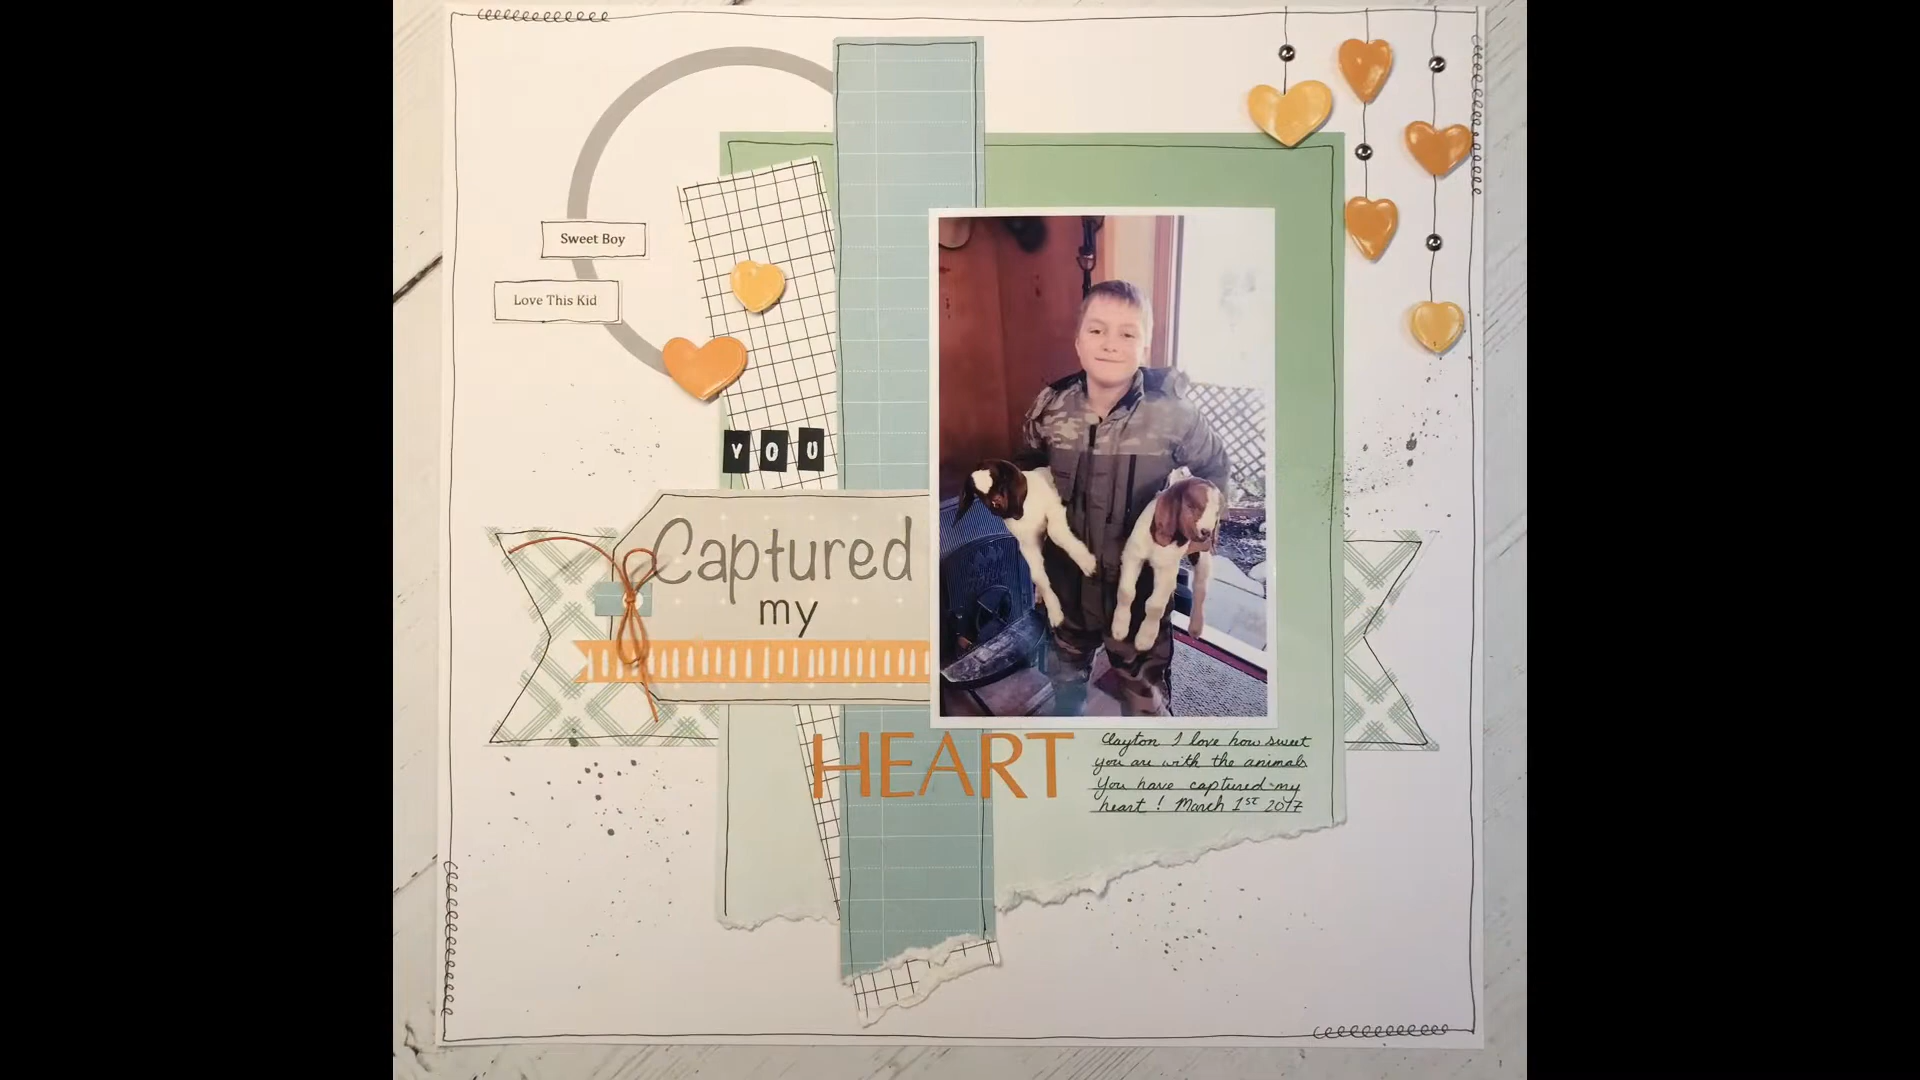 Sweet Boy
Love This Kid
YOU
Captured
my
HEART
Clayton I love how sweet
you are with the animals
You have captured my
heart! March 1ST 2017